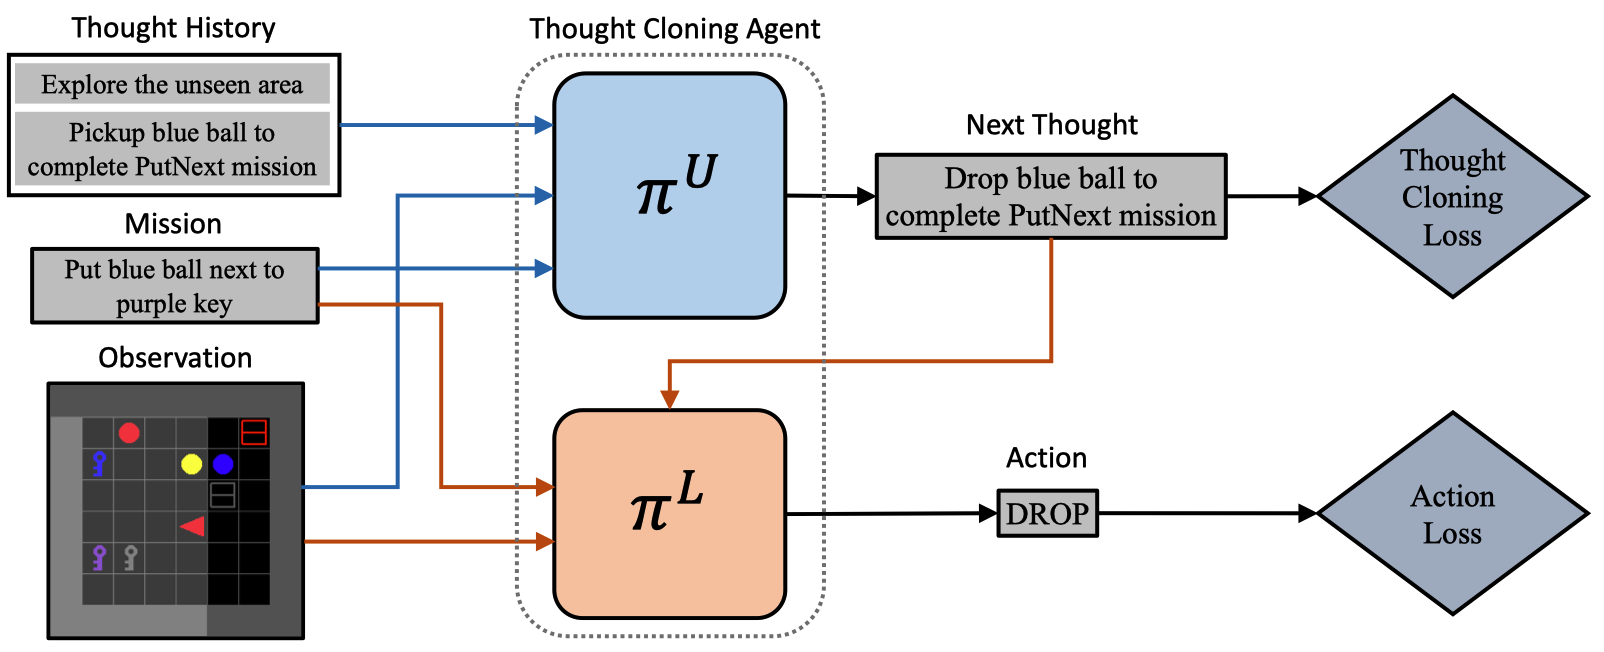 Thought History
Explore the unseen area
Pickup blue ball to
complete PutNext mission
Mission
Put blue ball next to
purple key
Observation
Thought Cloning Agent
π^U
π^L
Next Thought
Drop blue ball to
complete PutNext mission
Thought
Cloning
Loss
Action
DROP
Action
Loss